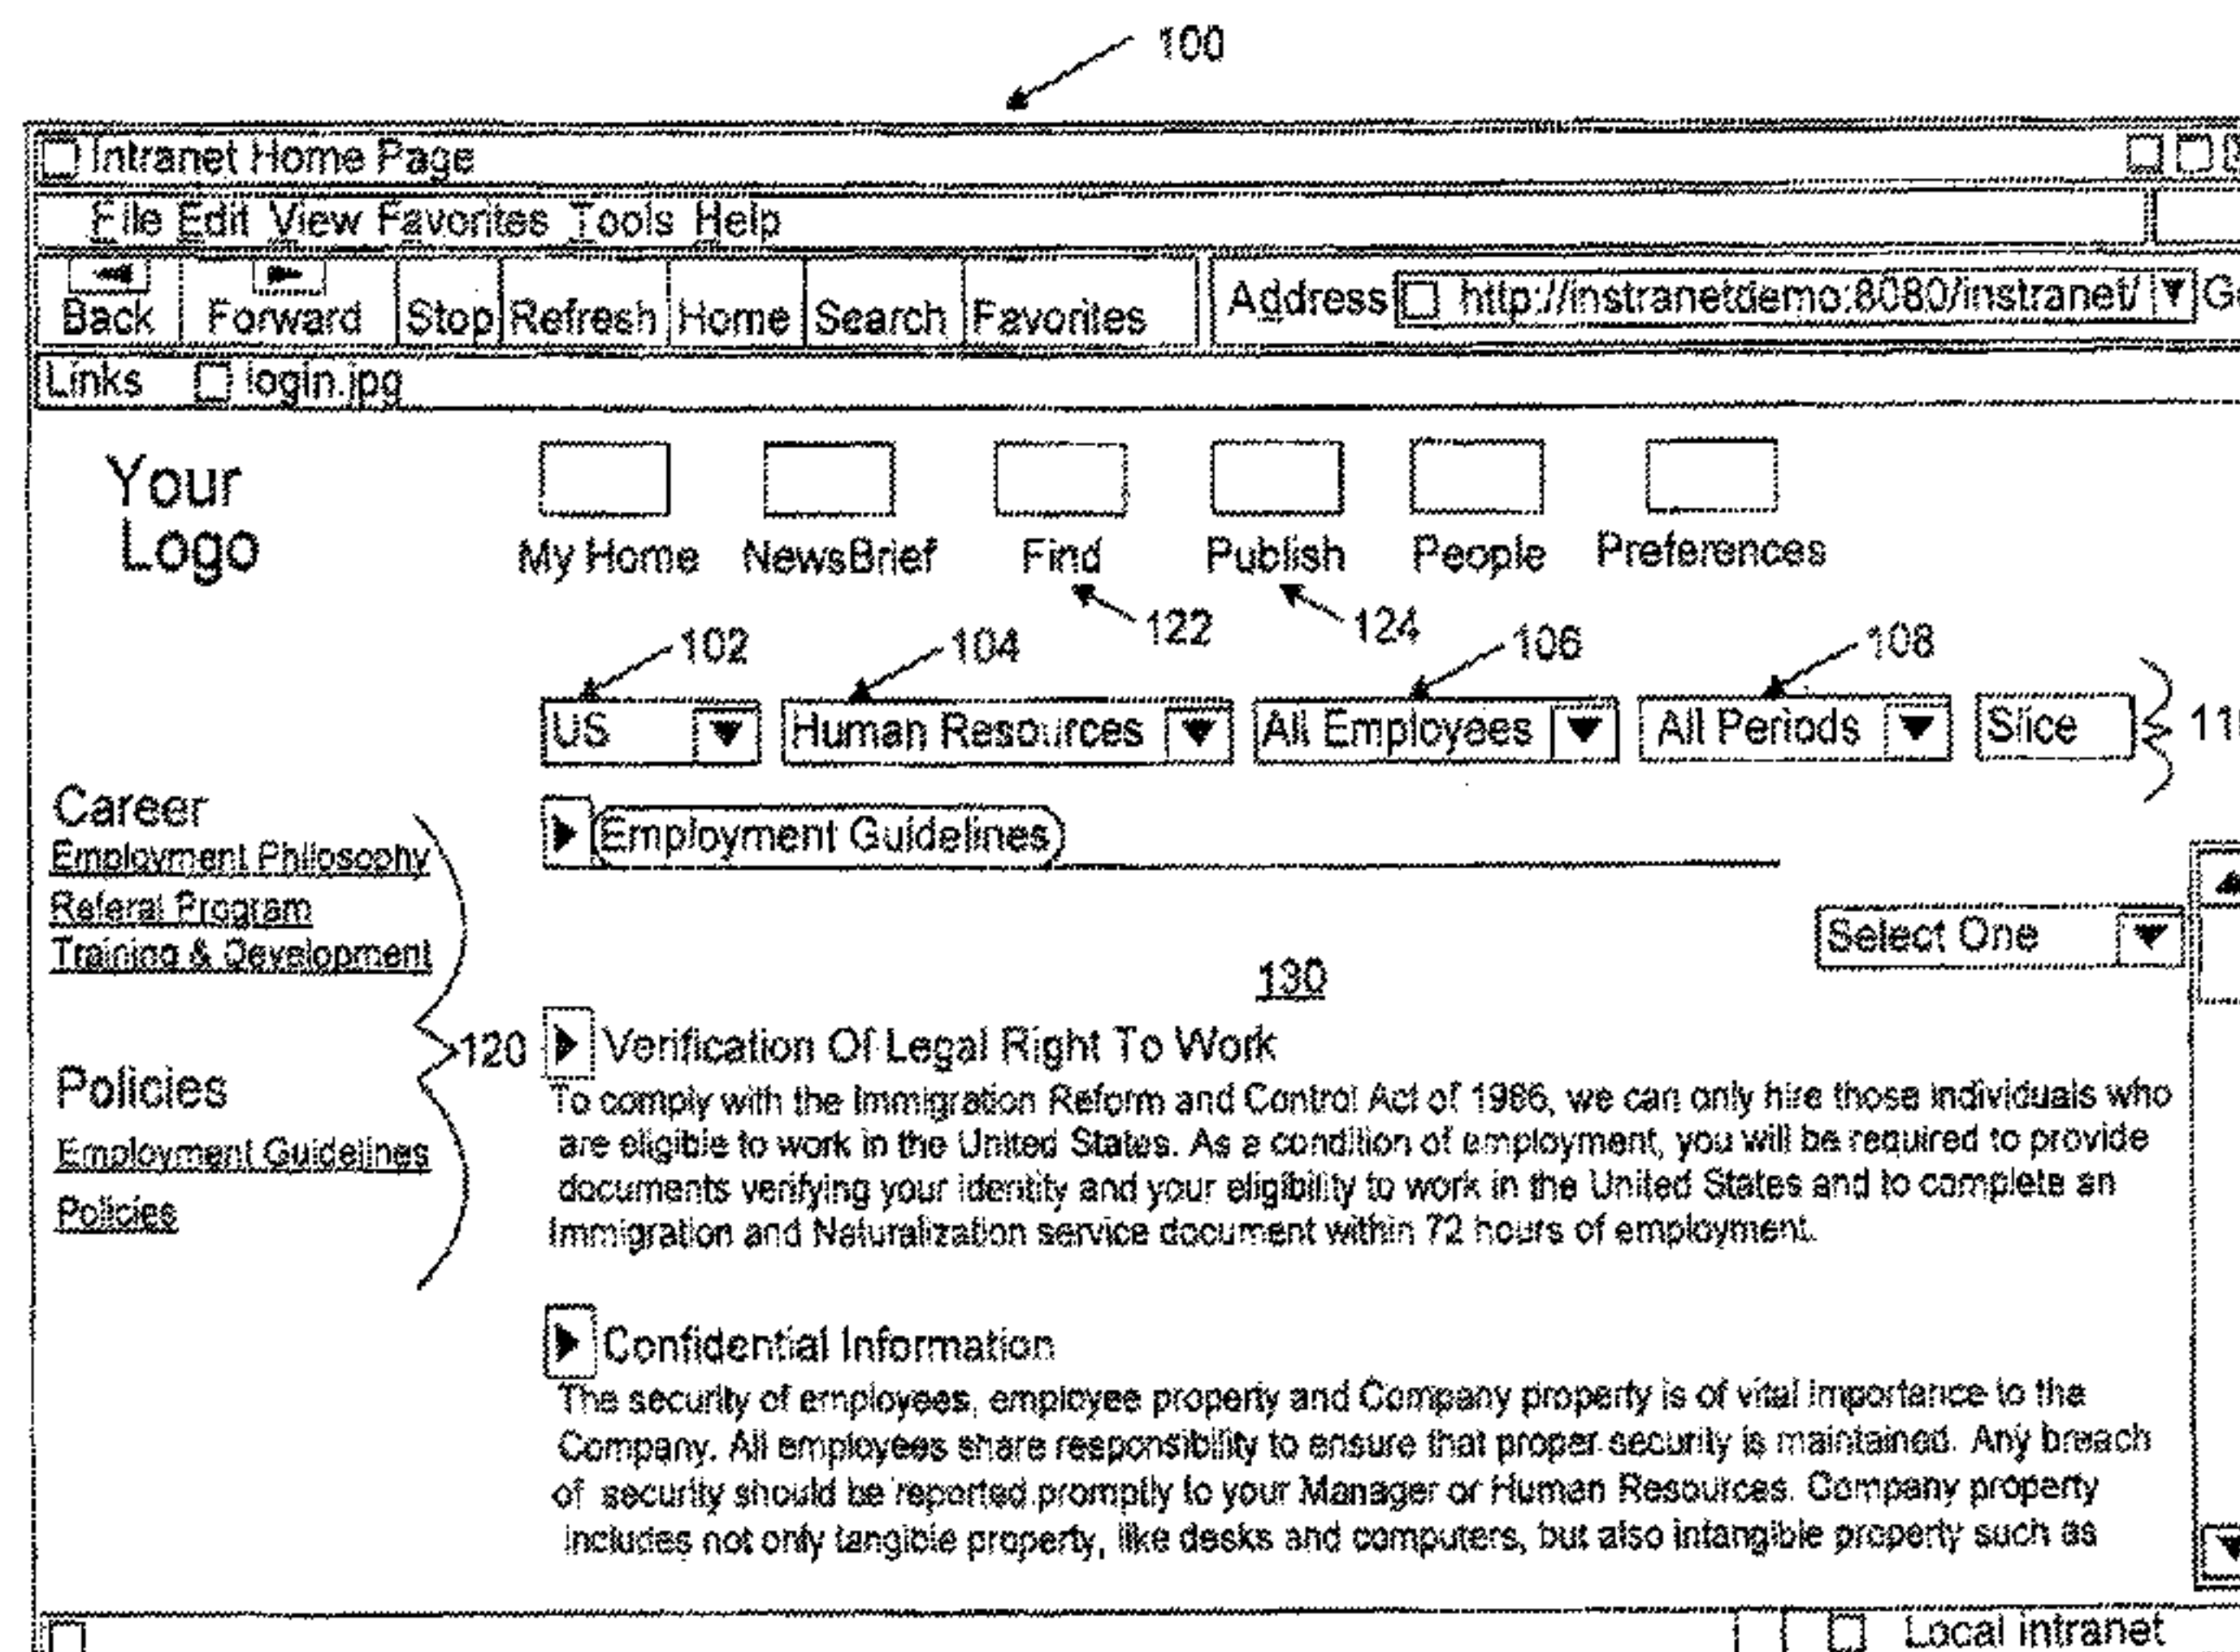 100
Intranet Home Page
File Edit View Favorites Tools Help
Back Forward Stop Refresh Home Search Favorites Address http://instranetdemo:8080/instranet/
Links login.jpg
Your
Logo
My Home NewsBrief Find Publish People Preferences
122 124
102 104 106 108
US Human Resources All Employees All Periods Slice
Employment Guidelines
Career
Employment Philosophy
Referal Program
Training & Development
Select One
130
120
Policies
Employment Guidelines
Policies
Verification Of Legal Right To Work
To comply with the Immigration Reform and Control Act of 1986, we can only hire those individuals who
are eligible to work in the United States. As a condition of employment, you will be required to provide
documents verifying your identity and your eligibility to work in the United States and to complete an
Immigration and Naturalization service document within 72 hours of employment.
Confidential Information
The security of employees, employee property and Company property is of vital importance to the
Company. All employees share responsibility to ensure that proper security is maintained. Any breach
of security should be reported promptly to your Manager or Human Resources. Company property
includes not only tangible property, like desks and computers, but also intangible property such as
Local intranet